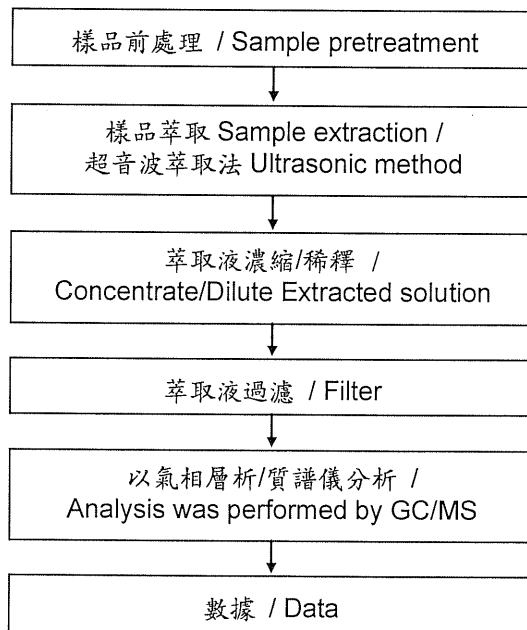 樣品前處理 / Sample pretreatment
樣品萃取 Sample extraction /
超音波萃取法 Ultrasonic method
萃取液濃縮/稀釋 /
Concentrate/Dilute Extracted solution
萃取液過濾 / Filter
以氣相層析/質譜儀分析 /
Analysis was performed by GC/MS
數據 / Data